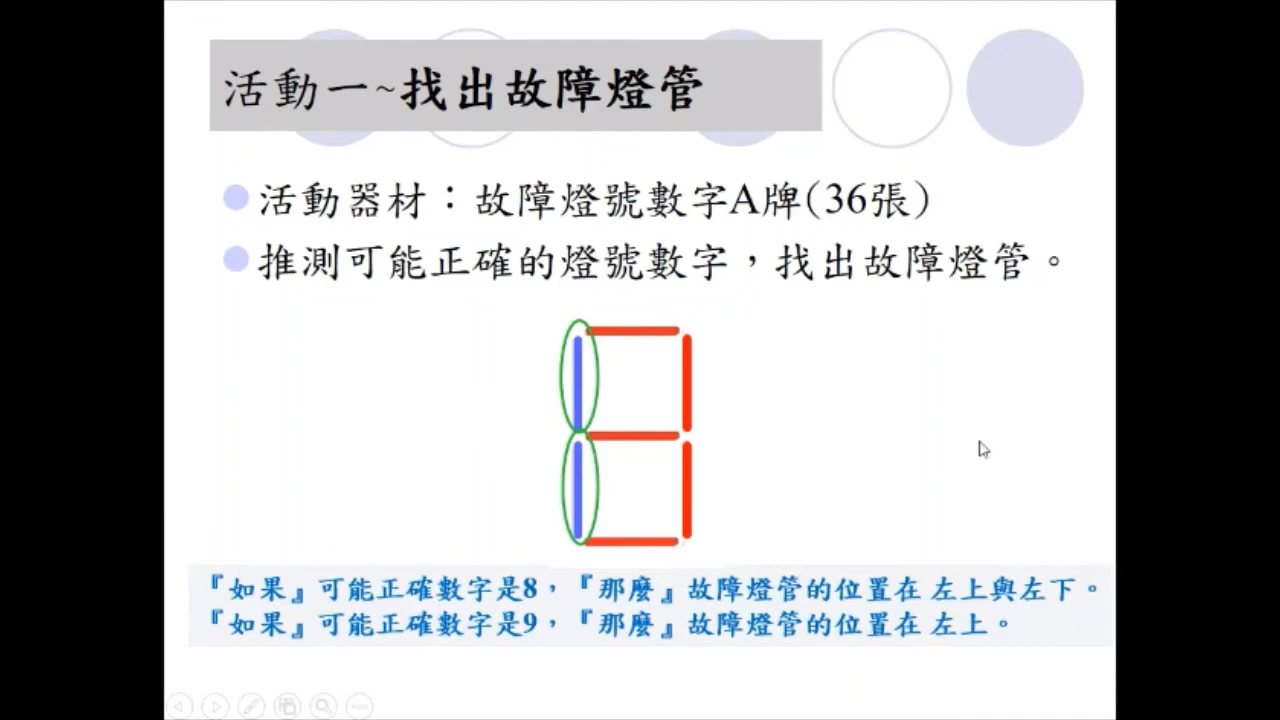 活動一~找出故障燈管
活動器材：故障燈號數字A牌(36張)
推測可能正確的燈號數字，找出故障燈管。
『如果』可能正確數字是8，『那麼』故障燈管的位置在 左上與左下。
『如果』可能正確數字是9，『那麼』故障燈管的位置在 左上。